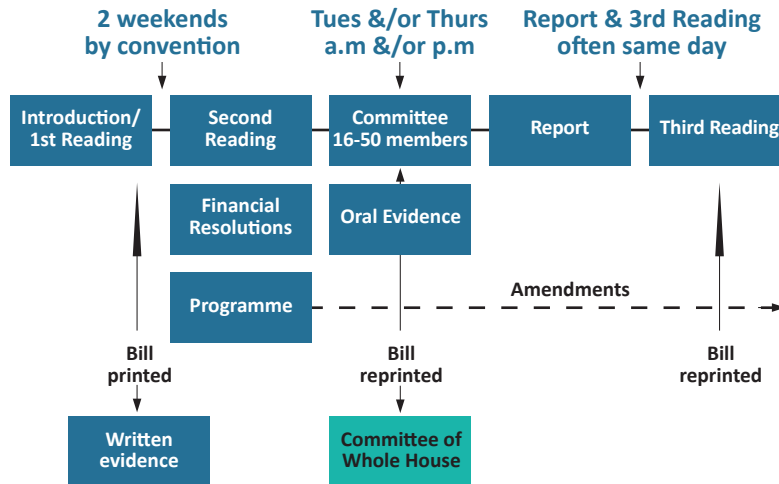 2 weekends
by convention
Tues &/or Thurs
a.m &/or p.m
Report & 3rd Reading
often same day
Introduction/
1st Reading
Second
Reading
Committee
16-50 members
Report
Third Reading
Financial
Resolutions
Oral Evidence
Programme
Amendments
Bill
printed
Bill
reprinted
Bill
reprinted
Written
evidence
Committee of
Whole House